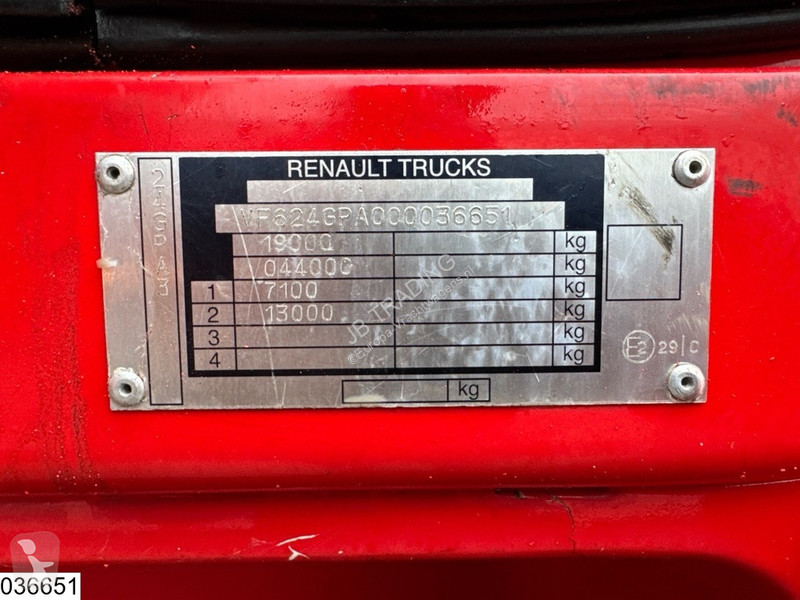 RENAULT TRUCKS
VF624GPA000036651
19000 kg
044000 kg
1 7100 kg
2 13000 kg
3 kg
4 kg
kg
E2 29|C
JB TRADING
036651